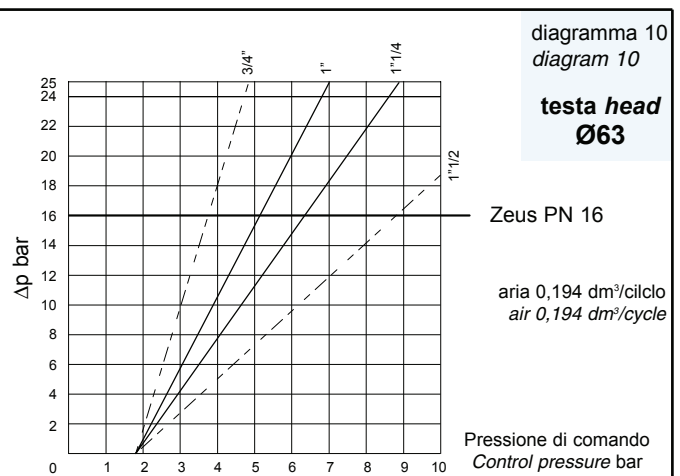 diagramma 10
diagram 10
testa head
Ø63
3/4"
1"
1"1/4
1"1/2
25
24
22
20
18
16
14
12
10
8
6
4
2
0
Δp bar
Zeus PN 16
aria 0,194 dm³/cilclo
air 0,194 dm³/cycle
Pressione di comando
Control pressure bar
1 2 3 4 5 6 7 8 9 10